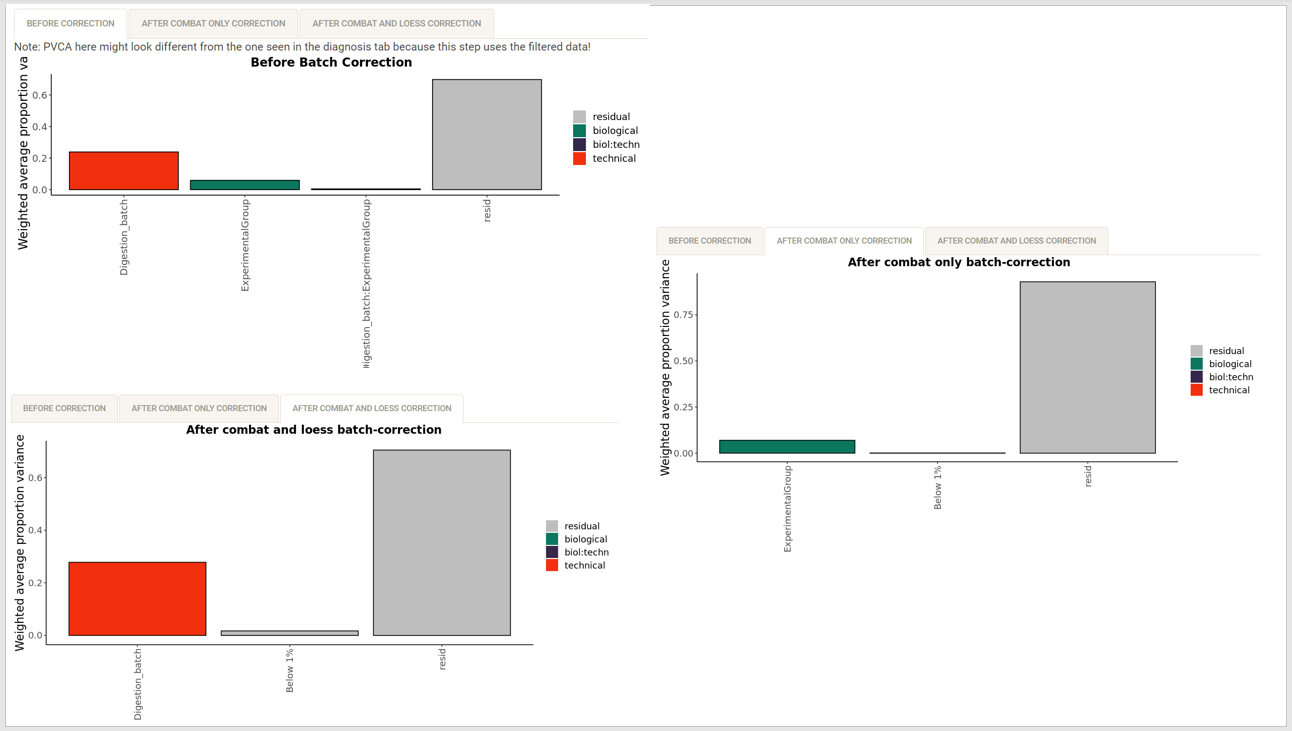 BEFORE CORRECTION
AFTER COMBAT ONLY CORRECTION
AFTER COMBAT AND LOESS CORRECTION
Note: PVCA here might look different from the one seen in the diagnosis tab because this step uses the filtered data!
Before Batch Correction
Weighted average proportion va
0.6
0.4
0.2
0.0
Digestion_batch
ExperimentalGroup
igestion_batch:ExperimentalGroup
resid
residual
biological
biol:techn
technical
BEFORE CORRECTION
AFTER COMBAT ONLY CORRECTION
AFTER COMBAT AND LOESS CORRECTION
After combat only batch-correction
Weighted average proportion variance
0.75
0.50
0.25
0.00
ExperimentalGroup
Below 1%
resid
residual
biological
biol:techn
technical
BEFORE CORRECTION
AFTER COMBAT ONLY CORRECTION
AFTER COMBAT AND LOESS CORRECTION
After combat and loess batch-correction
Weighted average proportion variance
0.6
0.4
0.2
0.0
Digestion_batch
Below 1%
resid
residual
biological
biol:techn
technical